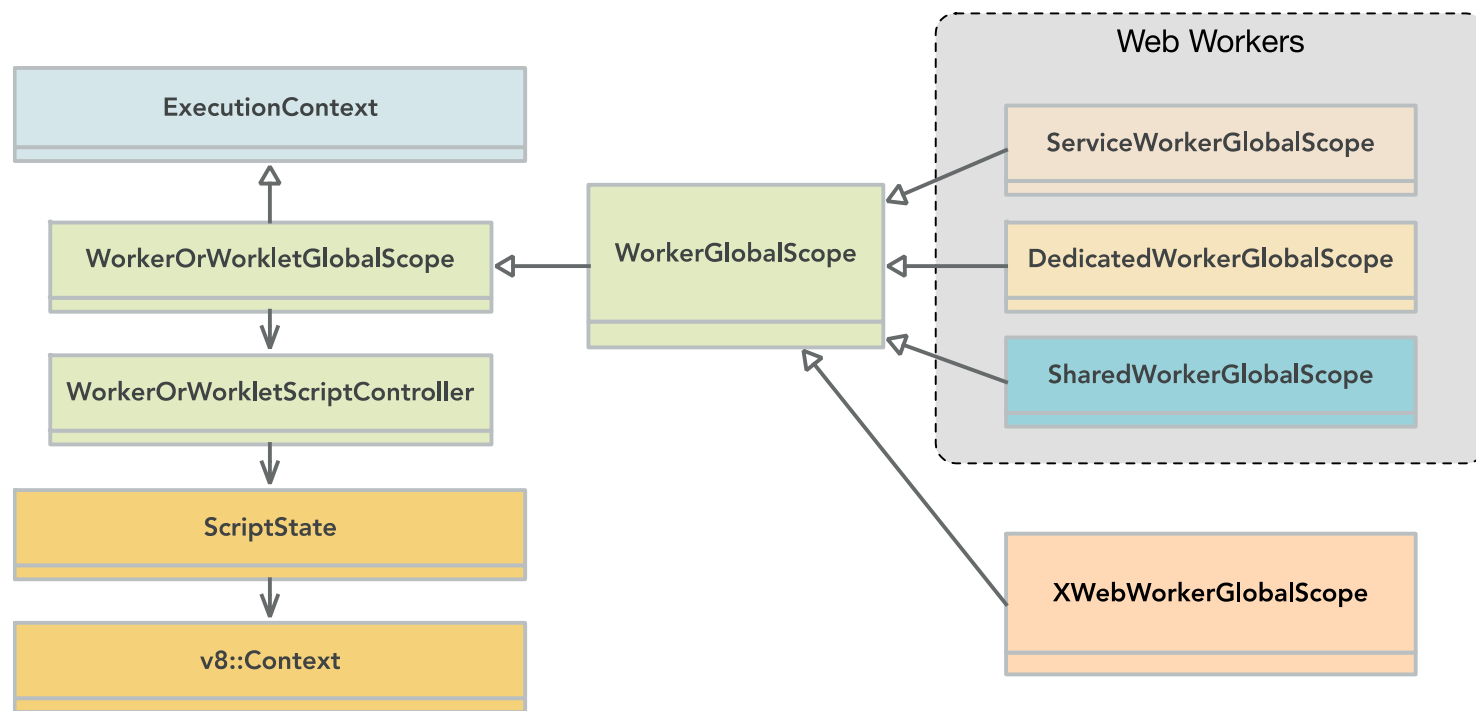 Web Workers
ExecutionContext
ServiceWorkerGlobalScope
WorkerOrWorkletGlobalScope
WorkerGlobalScope
DedicatedWorkerGlobalScope
WorkerOrWorkletScriptController
SharedWorkerGlobalScope
ScriptState
XWebWorkerGlobalScope
v8::Context